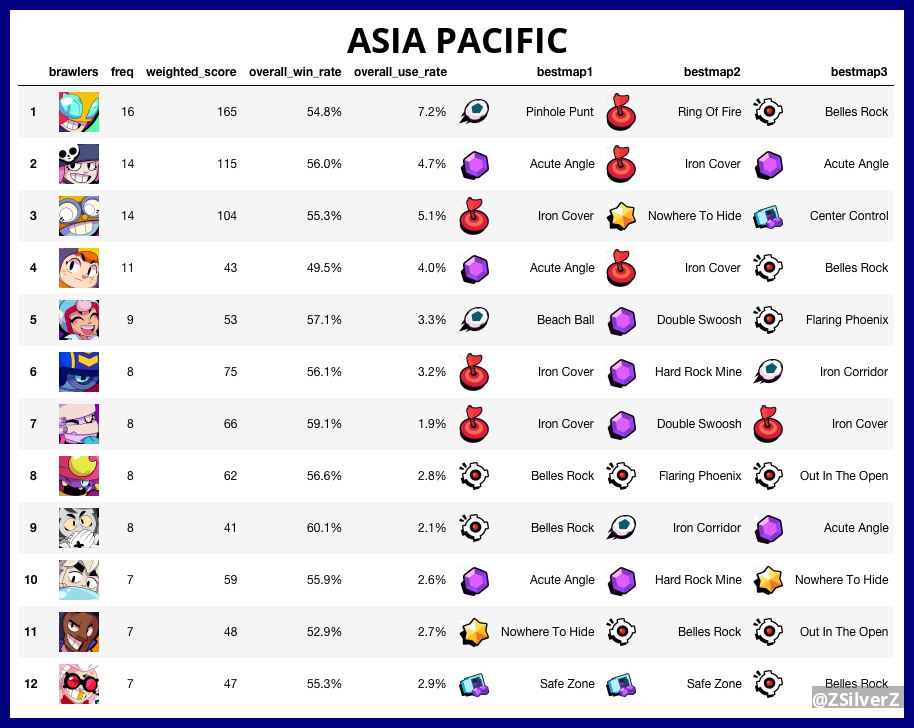 ASIA PACIFIC
brawlers freq weighted_score overall_win_rate overall_use_rate bestmap1 bestmap2 bestmap3
1 16 165 54.8% 7.2% Pinhole Punt Ring Of Fire Belles Rock
2 14 115 56.0% 4.7% Acute Angle Iron Cover Acute Angle
3 14 104 55.3% 5.1% Iron Cover Nowhere To Hide Center Control
4 11 43 49.5% 4.0% Acute Angle Iron Cover Belles Rock
5 9 53 57.1% 3.3% Beach Ball Double Swoosh Flaring Phoenix
6 8 75 56.1% 3.2% Iron Cover Hard Rock Mine Iron Corridor
7 8 66 59.1% 1.9% Iron Cover Double Swoosh Iron Cover
8 8 62 56.6% 2.8% Belles Rock Flaring Phoenix Out In The Open
9 8 41 60.1% 2.1% Belles Rock Iron Corridor Acute Angle
10 7 59 55.9% 2.6% Acute Angle Hard Rock Mine Nowhere To Hide
11 7 48 52.9% 2.7% Nowhere To Hide Belles Rock Out In The Open
12 7 47 55.3% 2.9% Safe Zone Safe Zone Belles Rock
@ZSilverZ